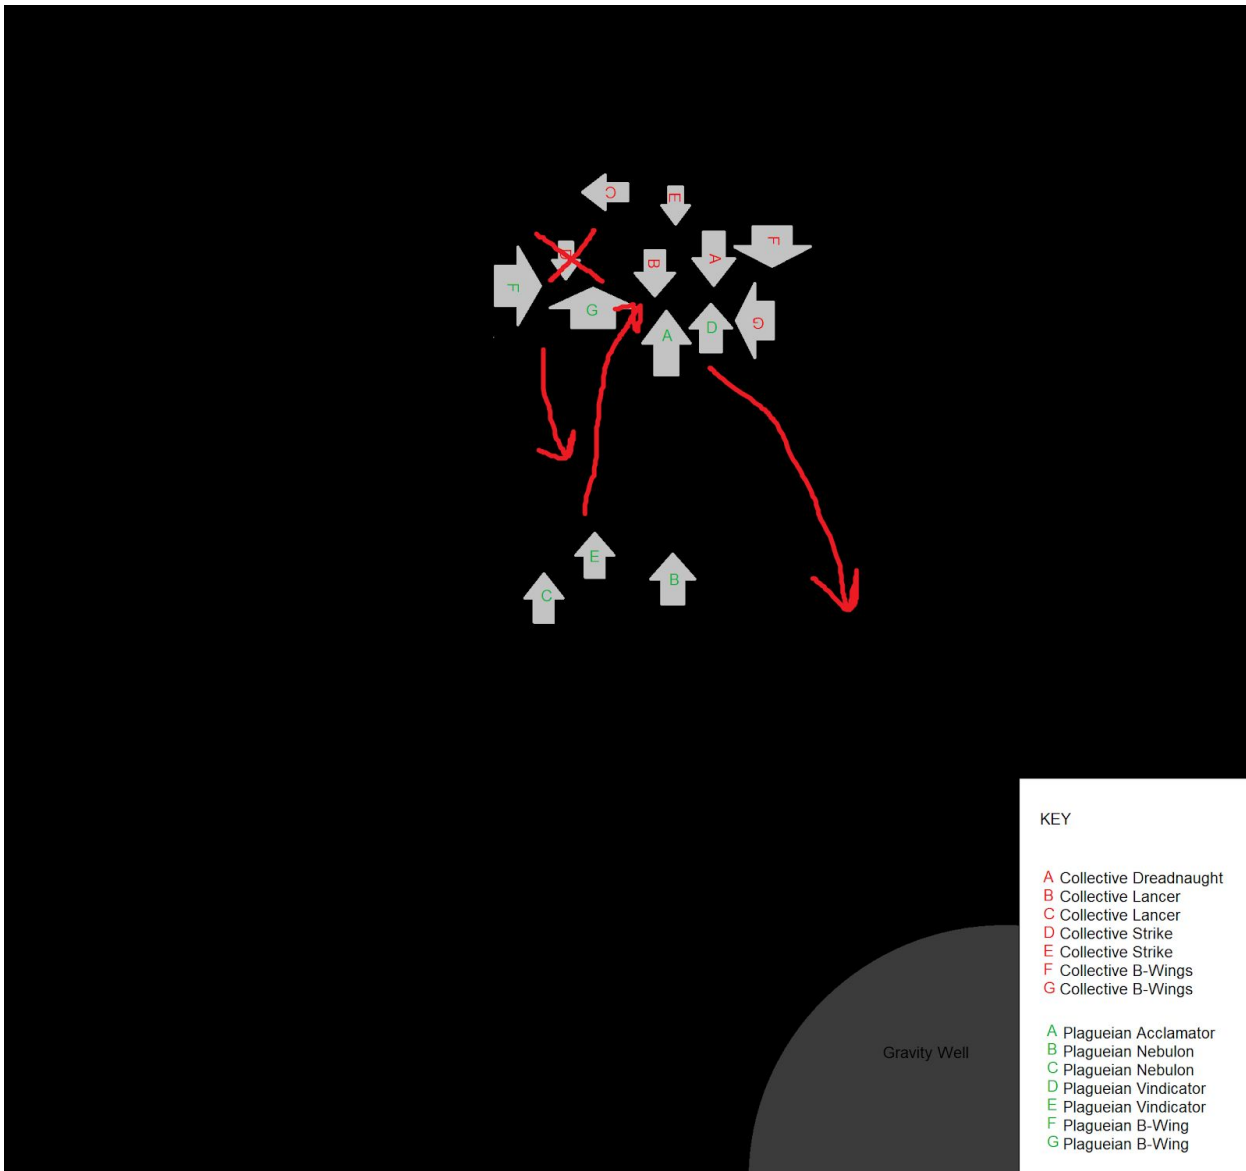 C
E
F
D
B
A
F
G
G
D
A
E
B
C
KEY
A Collective Dreadnaught
B Collective Lancer
C Collective Lancer
D Collective Strike
E Collective Strike
F Collective B-Wings
G Collective B-Wings
A Plagueian Acclamator
B Plagueian Nebulon
C Plagueian Nebulon
D Plagueian Vindicator
E Plagueian Vindicator
F Plagueian B-Wing
G Plagueian B-Wing
Gravity Well